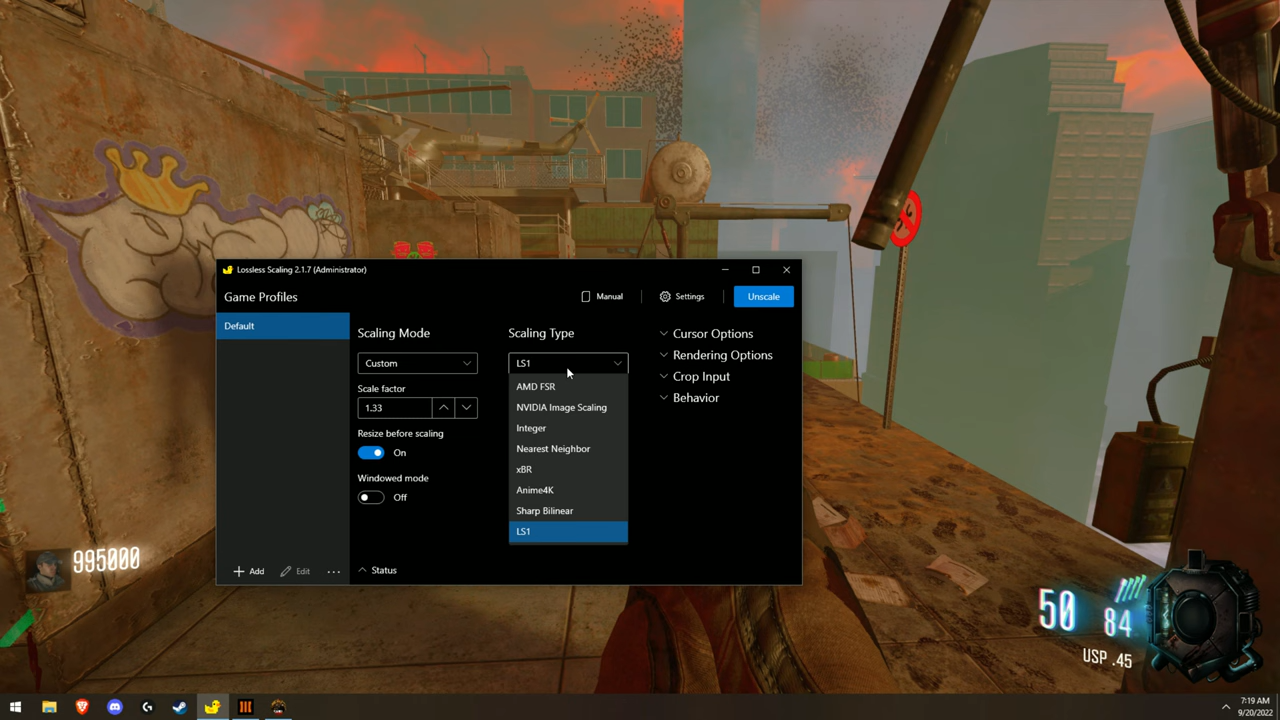 Lossless Scaling 2.1.7 (Administrator)
Game Profiles
Manual
Settings
Unscale
Default
Scaling Mode
Custom
Scale factor
1.33
Resize before scaling
On
Windowed mode
Off
Scaling Type
LS1
AMD FSR
NVIDIA Image Scaling
Integer
Nearest Neighbor
xBR
Anime4K
Sharp Bilinear
LS1
Cursor Options
Rendering Options
Crop Input
Behavior
Add
Edit
Status
995000
50
84
USP .45
7:19 AM
9/20/2022